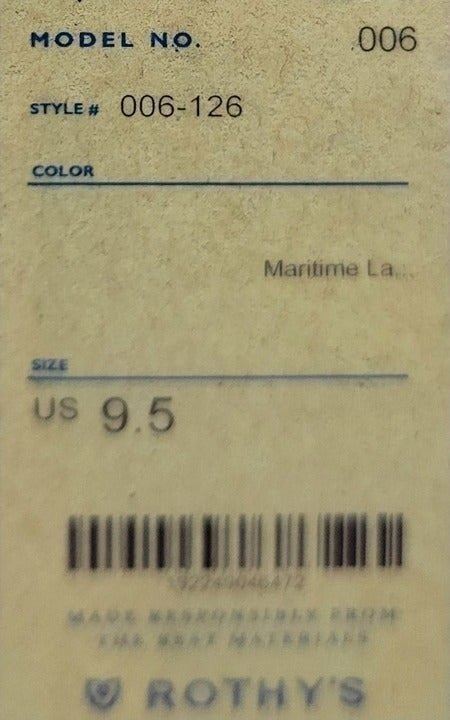 MODEL NO. 006
STYLE # 006-126
COLOR
Maritime La...
SIZE
US 9.5
192249046472
MADE RESPONSIBLY FROM
THE BEST MATERIALS
ROTHY'S